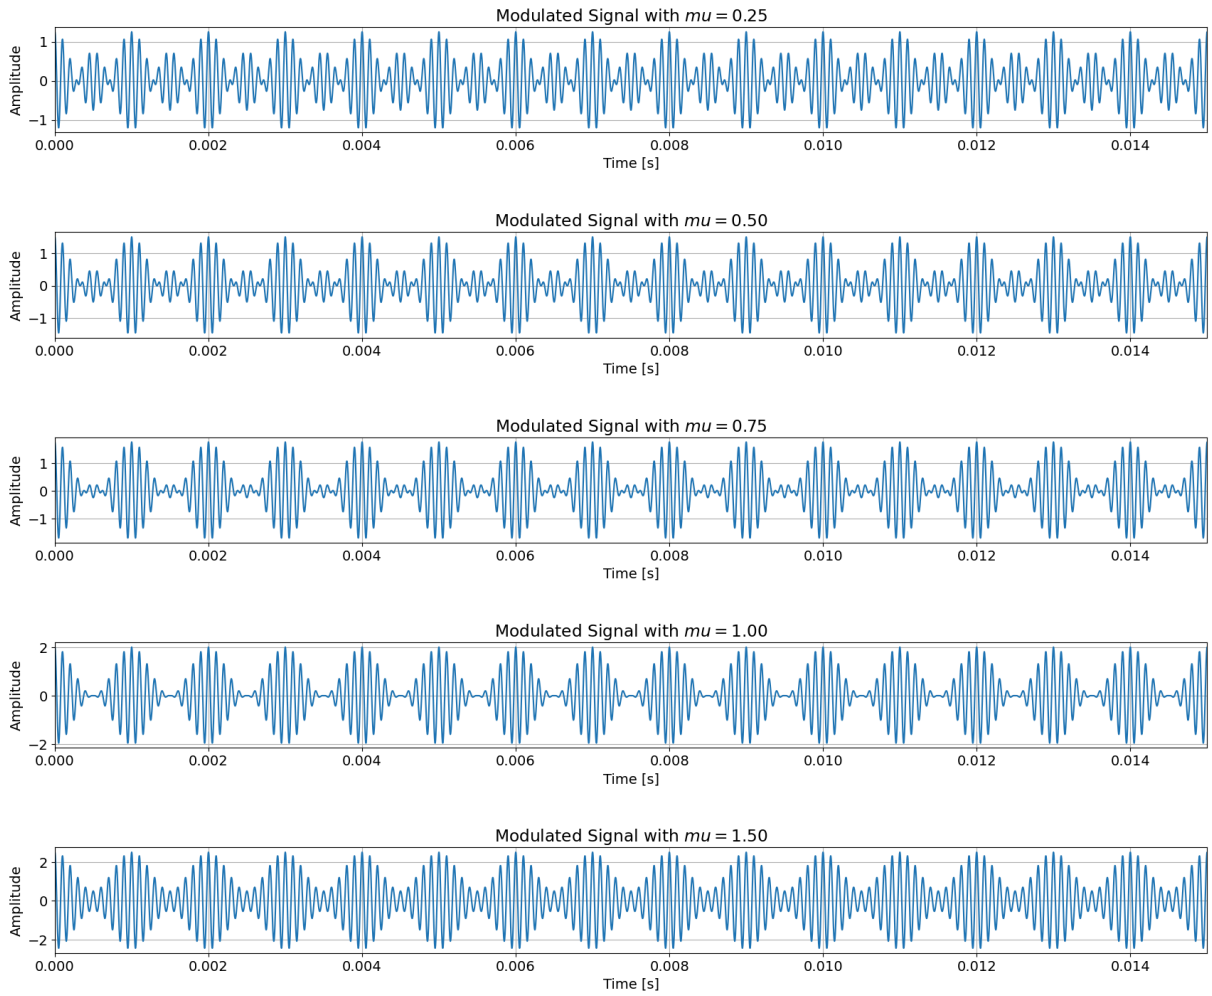 Modulated Signal with mu = 0.25
1
0
−1
Amplitude
0.000 0.002 0.004 0.006 0.008 0.010 0.012 0.014
Time [s]
Modulated Signal with mu = 0.50
1
0
−1
Amplitude
0.000 0.002 0.004 0.006 0.008 0.010 0.012 0.014
Time [s]
Modulated Signal with mu = 0.75
1
0
−1
Amplitude
0.000 0.002 0.004 0.006 0.008 0.010 0.012 0.014
Time [s]
Modulated Signal with mu = 1.00
2
0
−2
Amplitude
0.000 0.002 0.004 0.006 0.008 0.010 0.012 0.014
Time [s]
Modulated Signal with mu = 1.50
2
0
−2
Amplitude
0.000 0.002 0.004 0.006 0.008 0.010 0.012 0.014
Time [s]